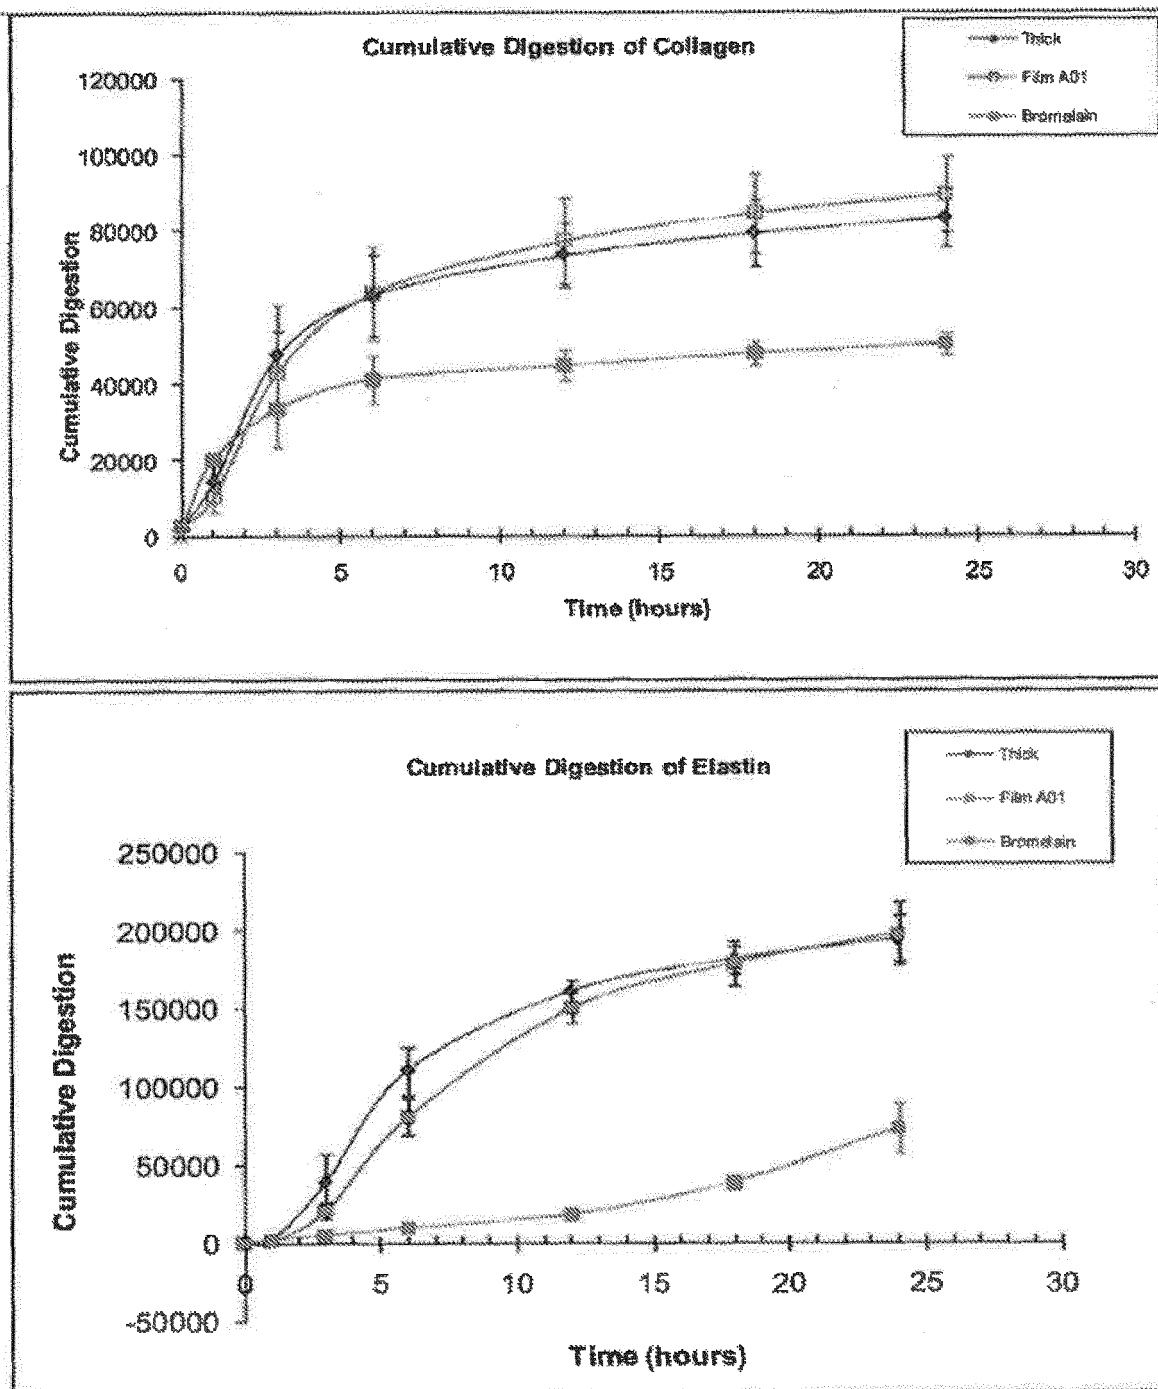 Cumulative Digestion of Collagen
Thick
Film A01
Bromelain
120000
100000
80000
60000
40000
20000
0
Cumulative Digestion
0 5 10 15 20 25 30
Time (hours)
Cumulative Digestion of Elastin
Thick
Film A01
Bromelain
250000
200000
150000
100000
50000
0
-50000
Cumulative Digestion
0 5 10 15 20 25 30
Time (hours)